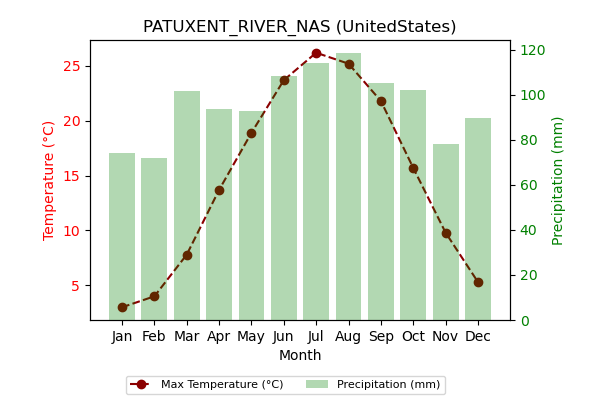 PATUXENT_RIVER_NAS (UnitedStates)
Temperature (°C)
25
20
15
10
5
120
100
80
60
40
20
0
Precipitation (mm)
Jan Feb Mar Apr May Jun Jul Aug Sep Oct Nov Dec
Month
Max Temperature (°C) Precipitation (mm)